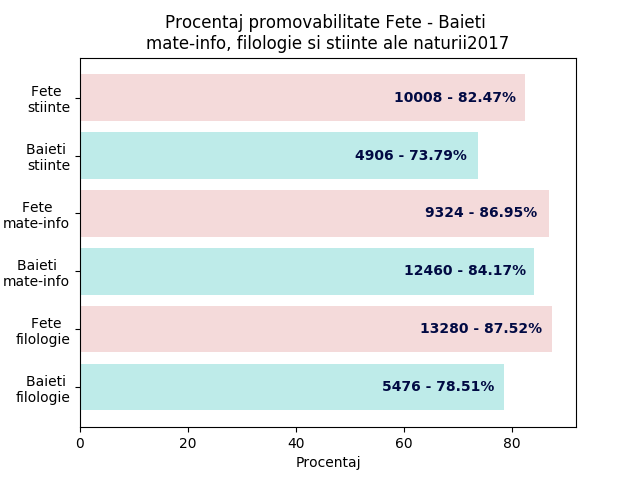 Procentaj promovabilitate Fete - Baieti
mate-info, filologie si stiinte ale naturii2017
Fete
stiinte
10008 - 82.47%
Baieti
stiinte
4906 - 73.79%
Fete
mate-info
9324 - 86.95%
Baieti
mate-info
12460 - 84.17%
Fete
filologie
13280 - 87.52%
Baieti
filologie
5476 - 78.51%
0 20 40 60 80
Procentaj